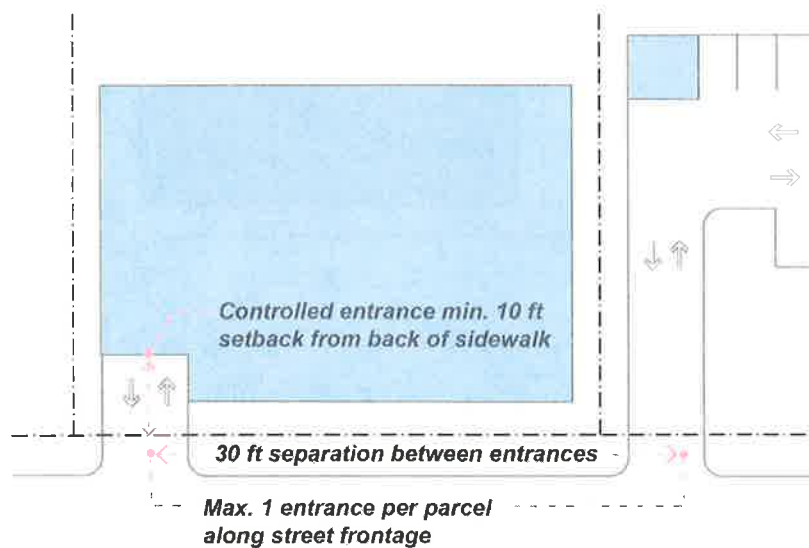 Controlled entrance min. 10 ft
setback from back of sidewalk
30 ft separation between entrances
Max. 1 entrance per parcel
along street frontage